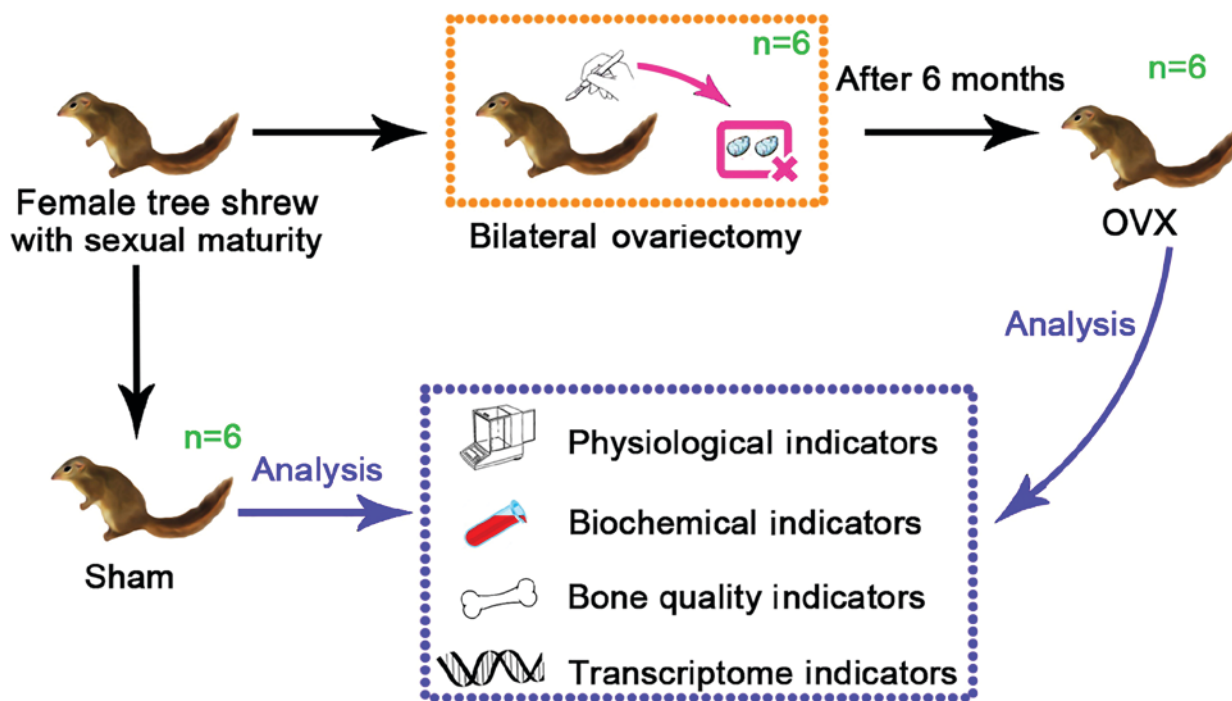 n=6
After 6 months
n=6
Female tree shrew
with sexual maturity
Bilateral ovariectomy
OVX
Analysis
n=6
Analysis
Sham
Physiological indicators
Biochemical indicators
Bone quality indicators
Transcriptome indicators